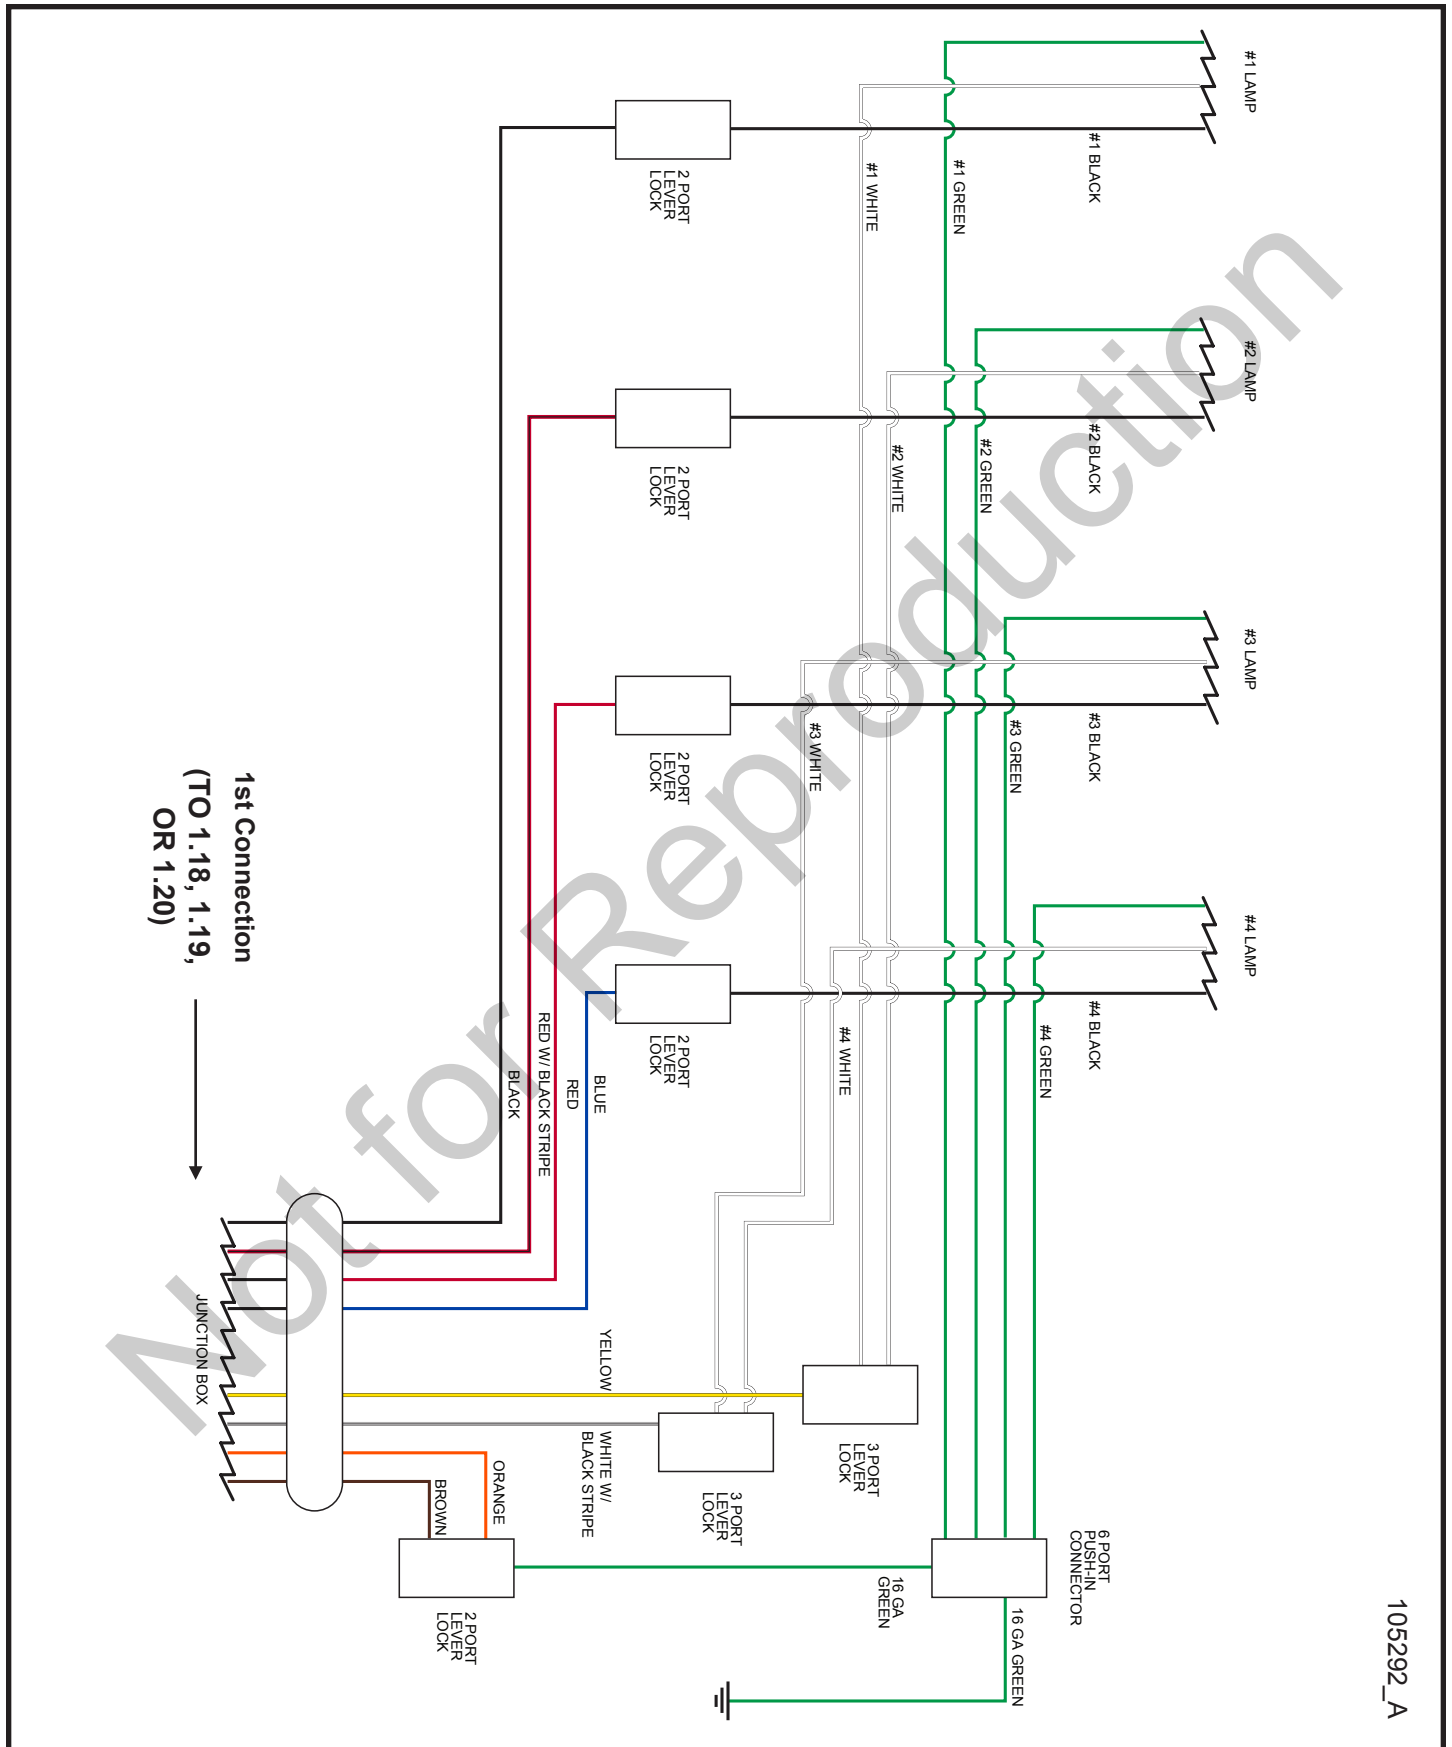 105292_A
#1 LAMP
#2 LAMP
#3 LAMP
#4 LAMP
#1 BLACK
#2 BLACK
#3 BLACK
#4 BLACK
#1 GREEN
#2 GREEN
#3 GREEN
#4 GREEN
#1 WHITE
#2 WHITE
#3 WHITE
#4 WHITE
6 PORT
PUSH-IN
CONNECTOR
16 GA GREEN
16 GA
GREEN
3 PORT
LEVER
LOCK
3 PORT
LEVER
LOCK
2 PORT
LEVER
LOCK
2 PORT
LEVER
LOCK
2 PORT
LEVER
LOCK
2 PORT
LEVER
LOCK
2 PORT
LEVER
LOCK
BLUE
RED
RED W/ BLACK STRIPE
BLACK
YELLOW
WHITE W/
BLACK STRIPE
ORANGE
BROWN
JUNCTION BOX
1st Connection
(TO 1.18, 1.19,
OR 1.20)
Not for Reproduction